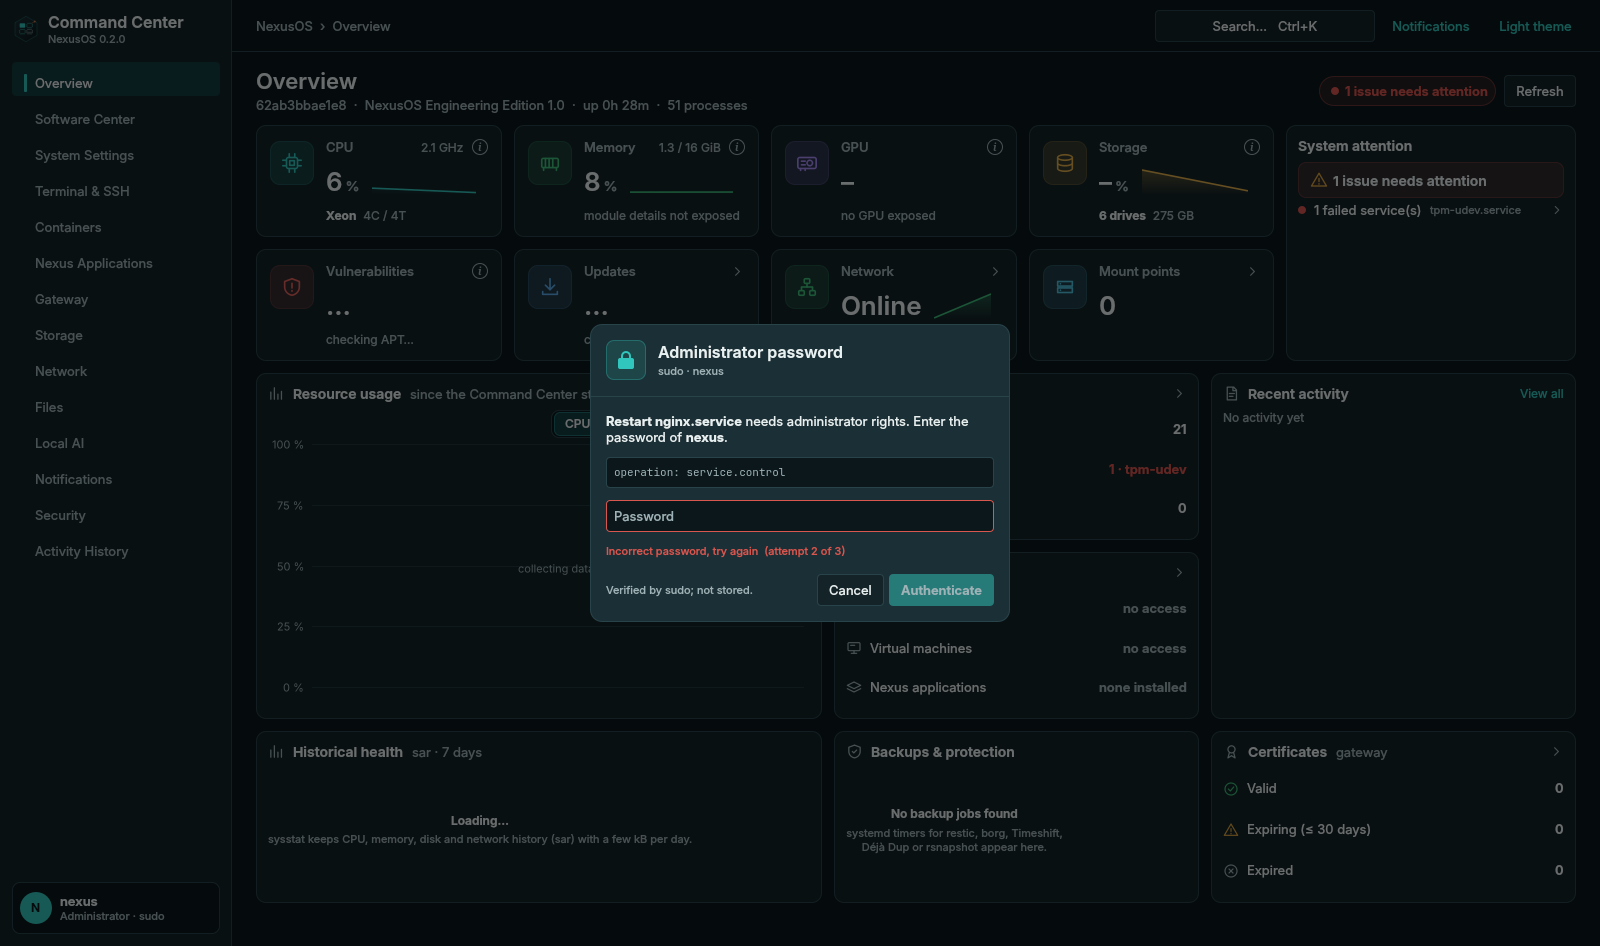 Command Center
NexusOS 0.2.0
NexusOS › Overview
Search... Ctrl+K
Notifications
Light theme
Overview
Software Center
System Settings
Terminal & SSH
Containers
Nexus Applications
Gateway
Storage
Network
Files
Local AI
Notifications
Security
Activity History
N
nexus
Administrator · sudo
Overview
62ab3bbae1e8 · NexusOS Engineering Edition 1.0 · up 0h 28m · 51 processes
1 issue needs attention
Refresh
CPU 2.1 GHz
6 %
Xeon 4C / 4T
Memory 1.3 / 16 GiB
8 %
module details not exposed
GPU
–
no GPU exposed
Storage
– %
6 drives 275 GB
System attention
1 issue needs attention
1 failed service(s) tpm-udev.service
Vulnerabilities
...
checking APT...
Updates
...
Network
Online
Mount points
0
Administrator password
sudo · nexus
Restart nginx.service needs administrator rights. Enter the
password of nexus.
operation: service.control
Password
Incorrect password, try again (attempt 2 of 3)
Verified by sudo; not stored.
Cancel
Authenticate
Resource usage since the Command Center
CPU
100 %
75 %
50 %
25 %
0 %
collecting data
21
1 · tpm-udev
0
no access
Virtual machines no access
Nexus applications none installed
Recent activity View all
No activity yet
Historical health sar · 7 days
Loading...
sysstat keeps CPU, memory, disk and network history (sar) with a few kB per day.
Backups & protection
No backup jobs found
systemd timers for restic, borg, Timeshift,
Déjà Dup or rsnapshot appear here.
Certificates gateway
Valid 0
Expiring (≤ 30 days) 0
Expired 0